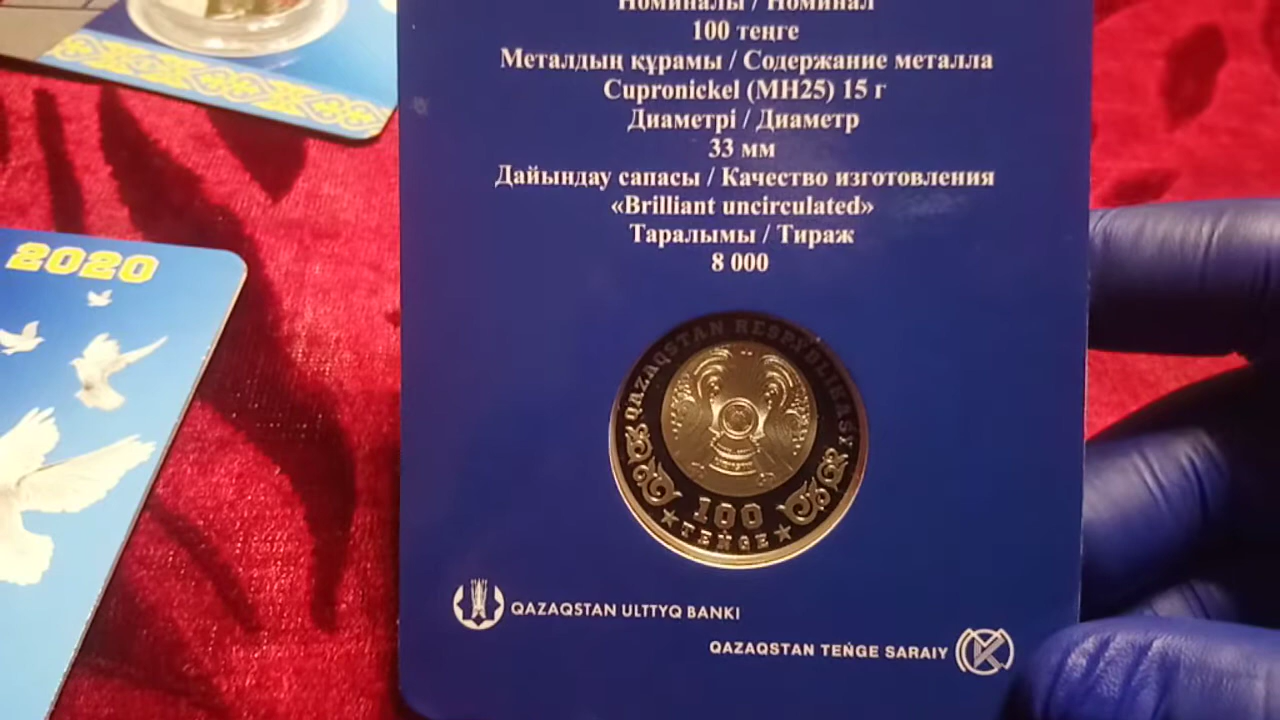 Номиналы / Номинал
100 теңге
Металдың құрамы / Содержание металла
Cupronickel (МН25) 15 г
Диаметрі / Диаметр
33 мм
Дайындау сапасы / Качество изготовления
«Brilliant uncirculated»
Таралымы / Тираж
8 000
2020
QAZAQSTAN RESPÝBLIKASY
100
TEŃGE
QAZAQSTAN ULTTYQ BANKI
QAZAQSTAN TEŃGE SARAIY